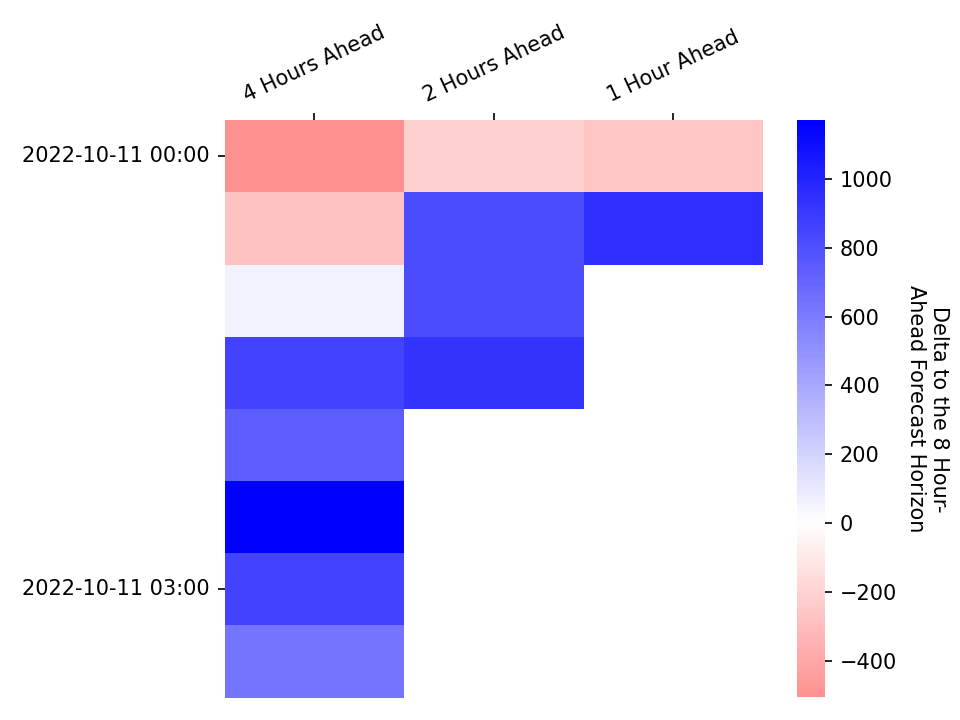 4 Hours Ahead
2 Hours Ahead
1 Hour Ahead
2022-10-11 00:00
2022-10-11 03:00
1000
800
600
400
200
0
−200
−400
Delta to the 8 Hour-
Ahead Forecast Horizon